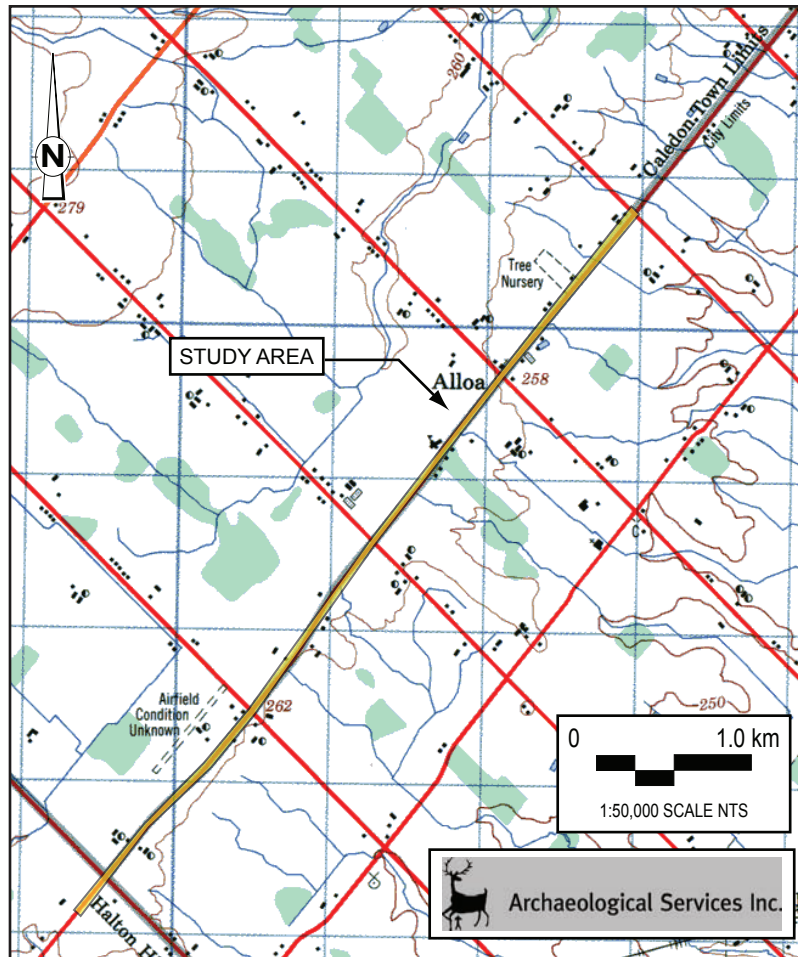 260
Caledon Town Limits
City Limits
N
279
Tree
Nursery
STUDY AREA
Alloa
258
C
Airfield
Condition
Unknown
262
250
0 1.0 km
1:50,000 SCALE NTS
Archaeological Services Inc.